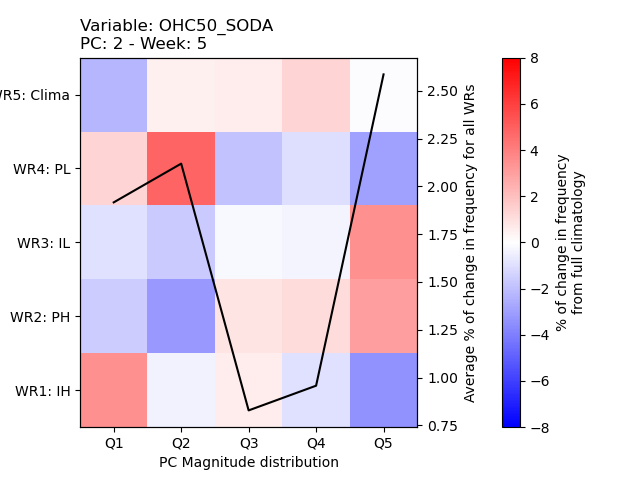 Variable: OHC50_SODA
PC: 2 - Week: 5
WR5: Clima
WR4: PL
WR3: IL
WR2: PH
WR1: IH
Q1 Q2 Q3 Q4 Q5
PC Magnitude distribution
2.50
2.25
2.00
1.75
1.50
1.25
1.00
0.75
Average % of change in frequency for all WRs
8
6
4
2
0
−2
−4
−6
−8
% of change in frequency
from full climatology